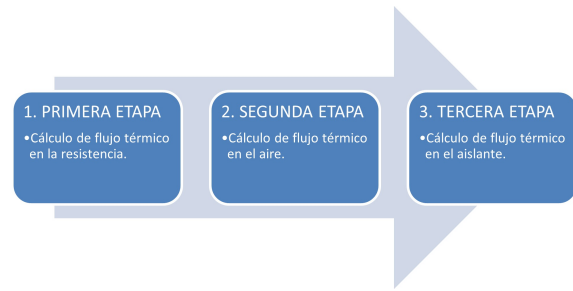 1. PRIMERA ETAPA
•Cálculo de flujo térmico
en la resistencia.
2. SEGUNDA ETAPA
•Cálculo de flujo térmico
en el aire.
3. TERCERA ETAPA
•Cálculo de flujo térmico
en el aislante.